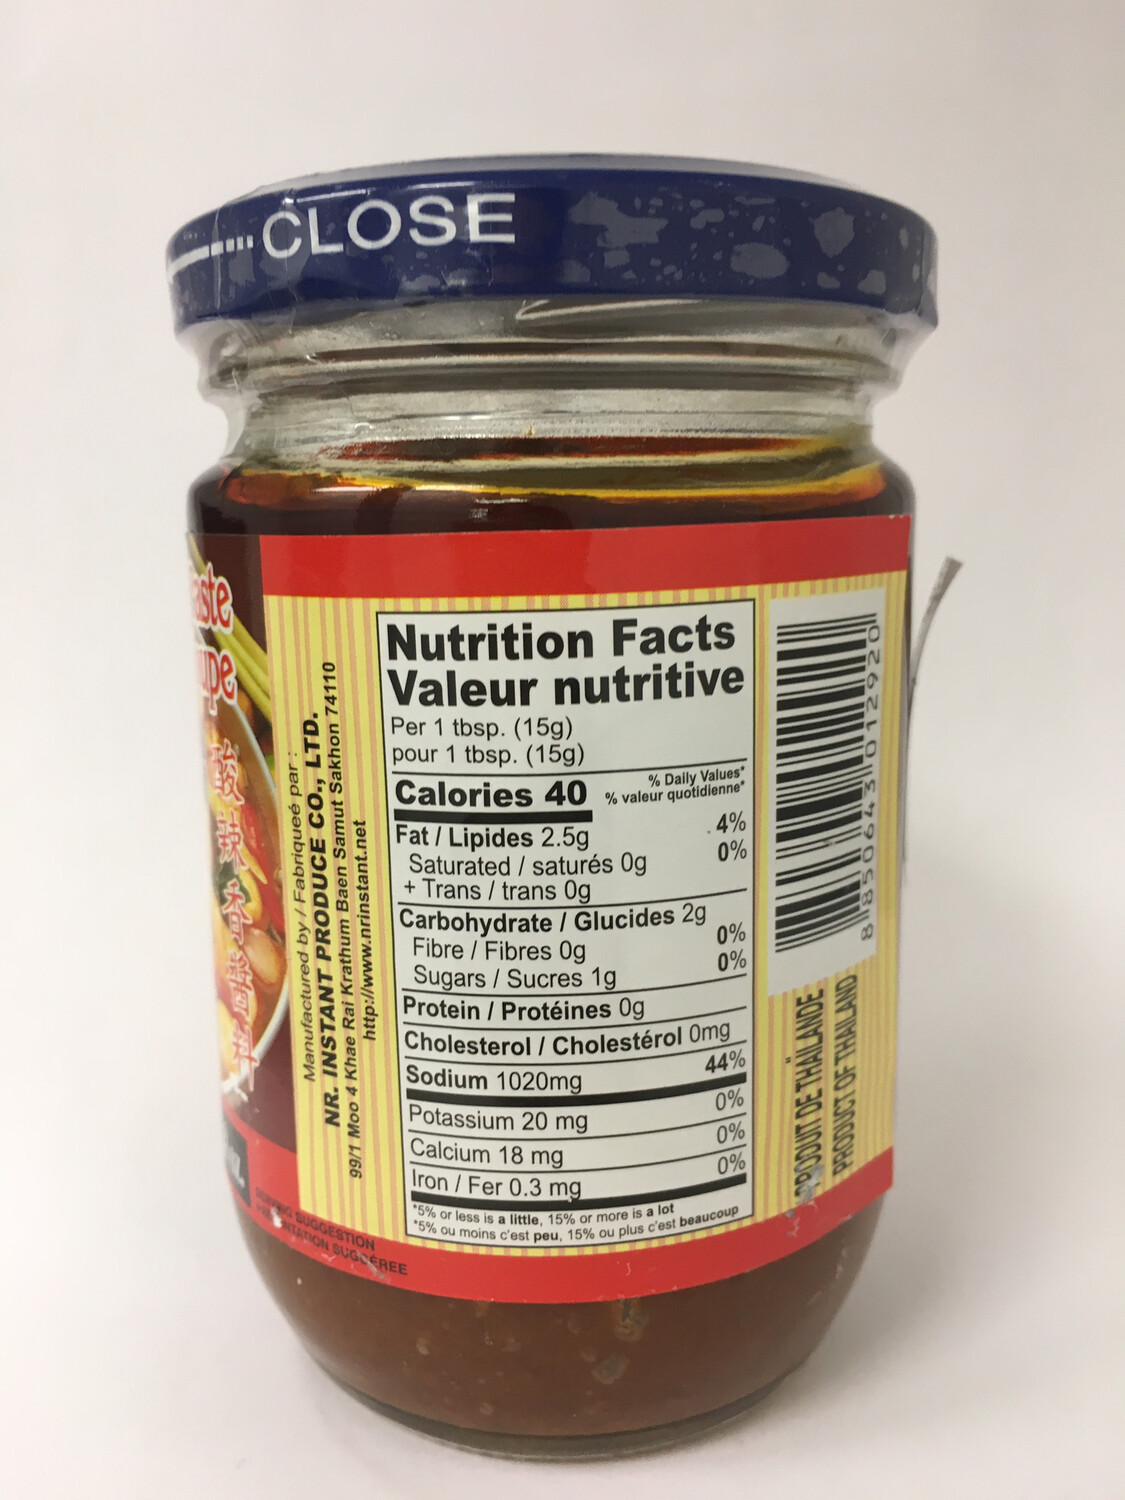 CLOSE
酸
辣
香
醬
Manufactured by / Fabriqueé par :
NR. INSTANT PRODUCE CO., LTD.
99/1 Moo 4 Khae Rai Krathum Baen Samut Sakhon 74110
http://www.nrinstant.net
SERVING SUGGESTION
PRESENTATION SUGGÉREE
Nutrition Facts
Valeur nutritive
Per 1 tbsp. (15g)
pour 1 tbsp. (15g)
Calories 40
% Daily Values*
% valeur quotidienne*
Fat / Lipides 2.5g 4%
Saturated / saturés 0g 0%
+ Trans / trans 0g
Carbohydrate / Glucides 2g
Fibre / Fibres 0g 0%
Sugars / Sucres 1g 0%
Protein / Protéines 0g
Cholesterol / Cholestérol 0mg
Sodium 1020mg 44%
Potassium 20 mg 0%
Calcium 18 mg 0%
Iron / Fer 0.3 mg 0%
*5% or less is a little, 15% or more is a lot
*5% ou moins c'est peu, 15% ou plus c'est beaucoup
8 850643 012920
PRODUIT DE THAÏLANDE
PRODUCT OF THAILAND